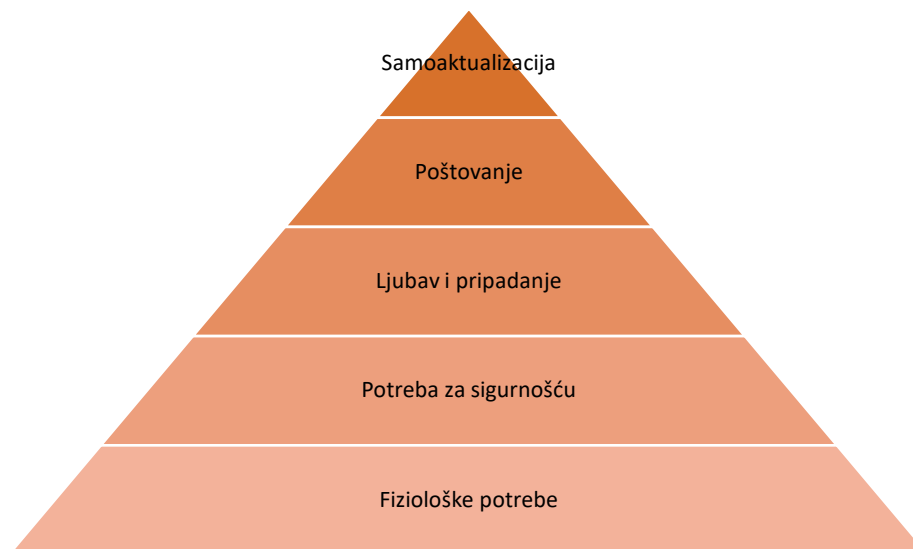 Samoaktualizacija
Poštovanje
Ljubav i pripadanje
Potreba za sigurnošću
Fiziološke potrebe